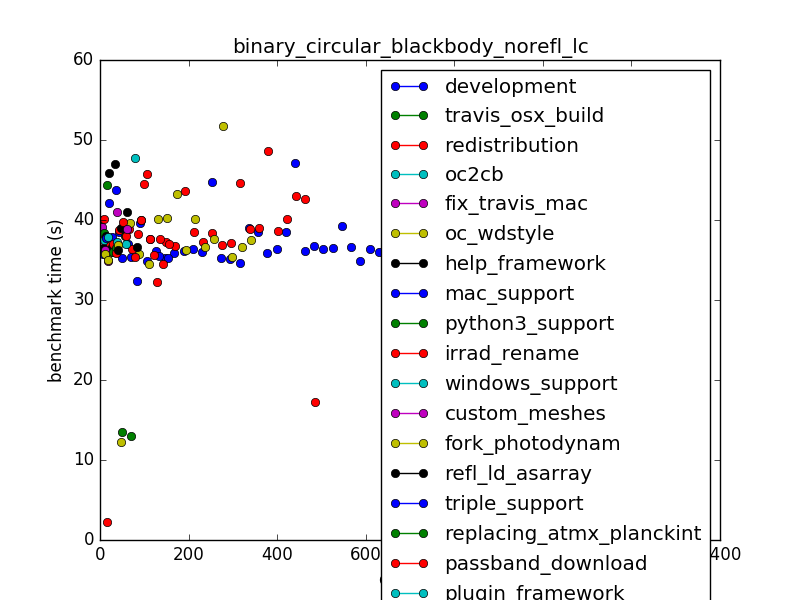 binary_circular_blackbody_norefl_lc
60
50
40
30
20
10
0
benchmark time (s)
0
200
400
600
400
development
travis_osx_build
redistribution
oc2cb
fix_travis_mac
oc_wdstyle
help_framework
mac_support
python3_support
irrad_rename
windows_support
custom_meshes
fork_photodynam
refl_ld_asarray
triple_support
replacing_atmx_planckint
passband_download
plugin_framework